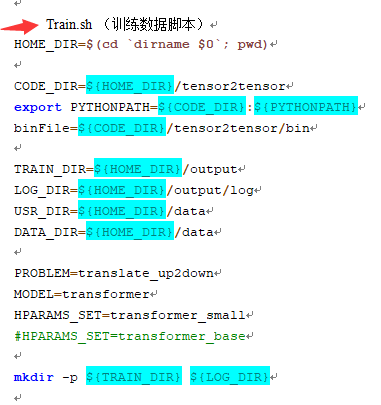 Train.sh （训练数据脚本）
HOME_DIR=$(cd `dirname $0`; pwd)
CODE_DIR=${HOME_DIR}/tensor2tensor
export PYTHONPATH=${CODE_DIR}:${PYTHONPATH}
binFile=${CODE_DIR}/tensor2tensor/bin
TRAIN_DIR=${HOME_DIR}/output
LOG_DIR=${HOME_DIR}/output/log
USR_DIR=${HOME_DIR}/data
DATA_DIR=${HOME_DIR}/data
PROBLEM=translate_up2down
MODEL=transformer
HPARAMS_SET=transformer_small
#HPARAMS_SET=transformer_base
mkdir -p ${TRAIN_DIR} ${LOG_DIR}